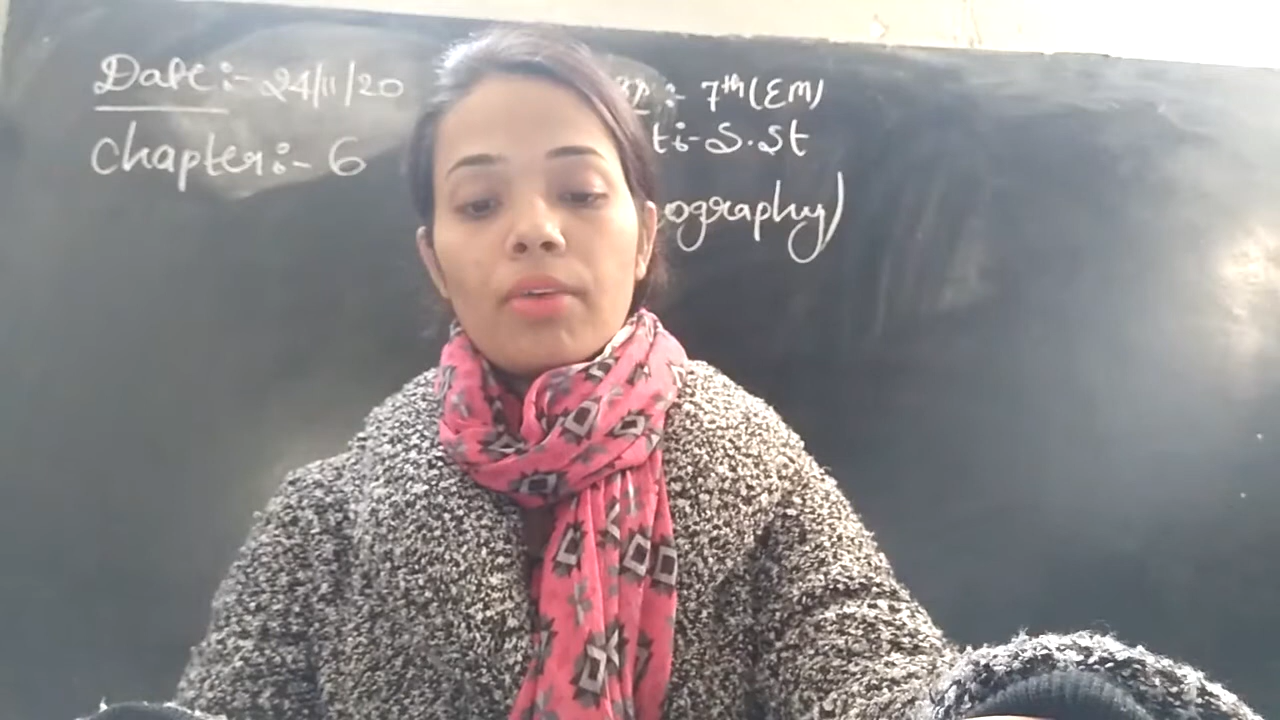 Date :- 24/11/20
:- 7th (EM)
Chapter :- 6
t :- S.St
ography)